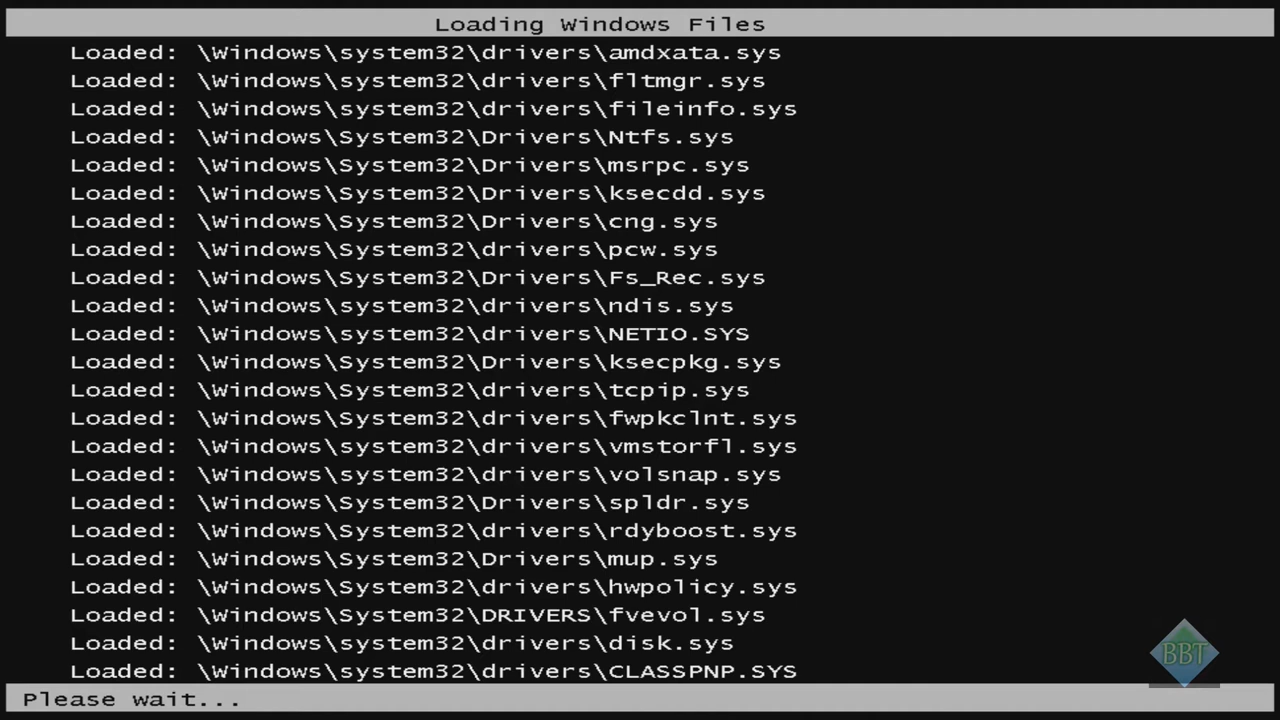 Loading Windows Files
Loaded: \Windows\system32\drivers\amdxata.sys
Loaded: \Windows\system32\drivers\fltmgr.sys
Loaded: \Windows\system32\drivers\fileinfo.sys
Loaded: \Windows\System32\Drivers\Ntfs.sys
Loaded: \Windows\System32\Drivers\msrpc.sys
Loaded: \Windows\System32\Drivers\ksecdd.sys
Loaded: \Windows\System32\Drivers\cng.sys
Loaded: \Windows\System32\drivers\pcw.sys
Loaded: \Windows\System32\Drivers\Fs_Rec.sys
Loaded: \Windows\system32\drivers\ndis.sys
Loaded: \Windows\system32\drivers\NETIO.SYS
Loaded: \Windows\System32\Drivers\ksecpkg.sys
Loaded: \Windows\System32\drivers\tcpip.sys
Loaded: \Windows\System32\drivers\fwpkclnt.sys
Loaded: \Windows\system32\drivers\vmstorfl.sys
Loaded: \Windows\system32\drivers\volsnap.sys
Loaded: \Windows\System32\Drivers\spldr.sys
Loaded: \Windows\System32\drivers\rdyboost.sys
Loaded: \Windows\System32\Drivers\mup.sys
Loaded: \Windows\System32\drivers\hwpolicy.sys
Loaded: \Windows\System32\DRIVERS\fvevol.sys
Loaded: \Windows\system32\drivers\disk.sys
Loaded: \Windows\system32\drivers\CLASSPNP.SYS
BBT
Please wait...